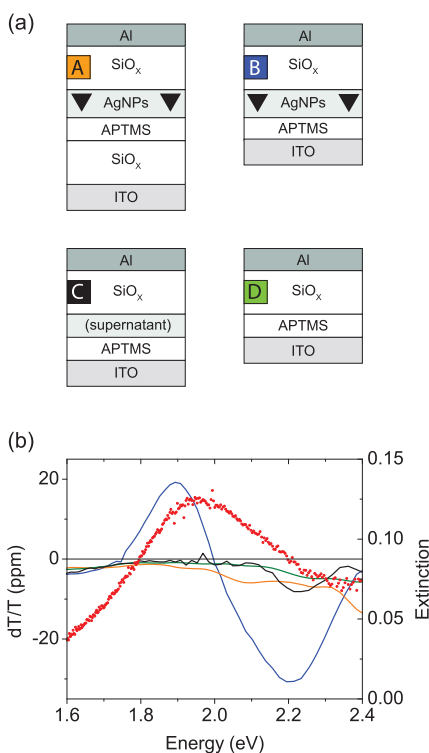 (a)
Al
A SiOX
AgNPs
APTMS
SiOX
ITO
Al
B SiOX
AgNPs
APTMS
ITO
Al
C SiOX
(supernatant)
APTMS
ITO
Al
D SiOX
APTMS
ITO
(b)
20
0
-20
dT/T (ppm)
0.15
0.10
0.05
0.00
Extinction
1.6 1.8 2.0 2.2 2.4
Energy (eV)